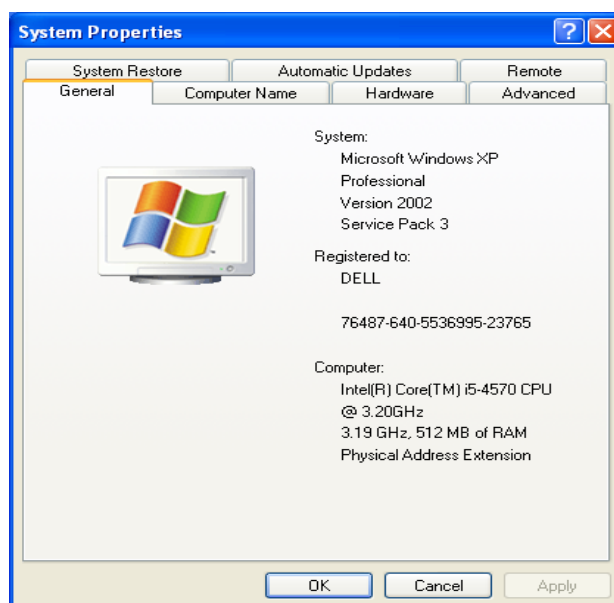 System Properties
System Restore
Automatic Updates
Remote
General
Computer Name
Hardware
Advanced
System:
Microsoft Windows XP
Professional
Version 2002
Service Pack 3
Registered to:
DELL
76487-640-5536995-23765
Computer:
Intel(R) Core(TM) i5-4570 CPU
@ 3.20GHz
3.19 GHz, 512 MB of RAM
Physical Address Extension
OK
Cancel
Apply